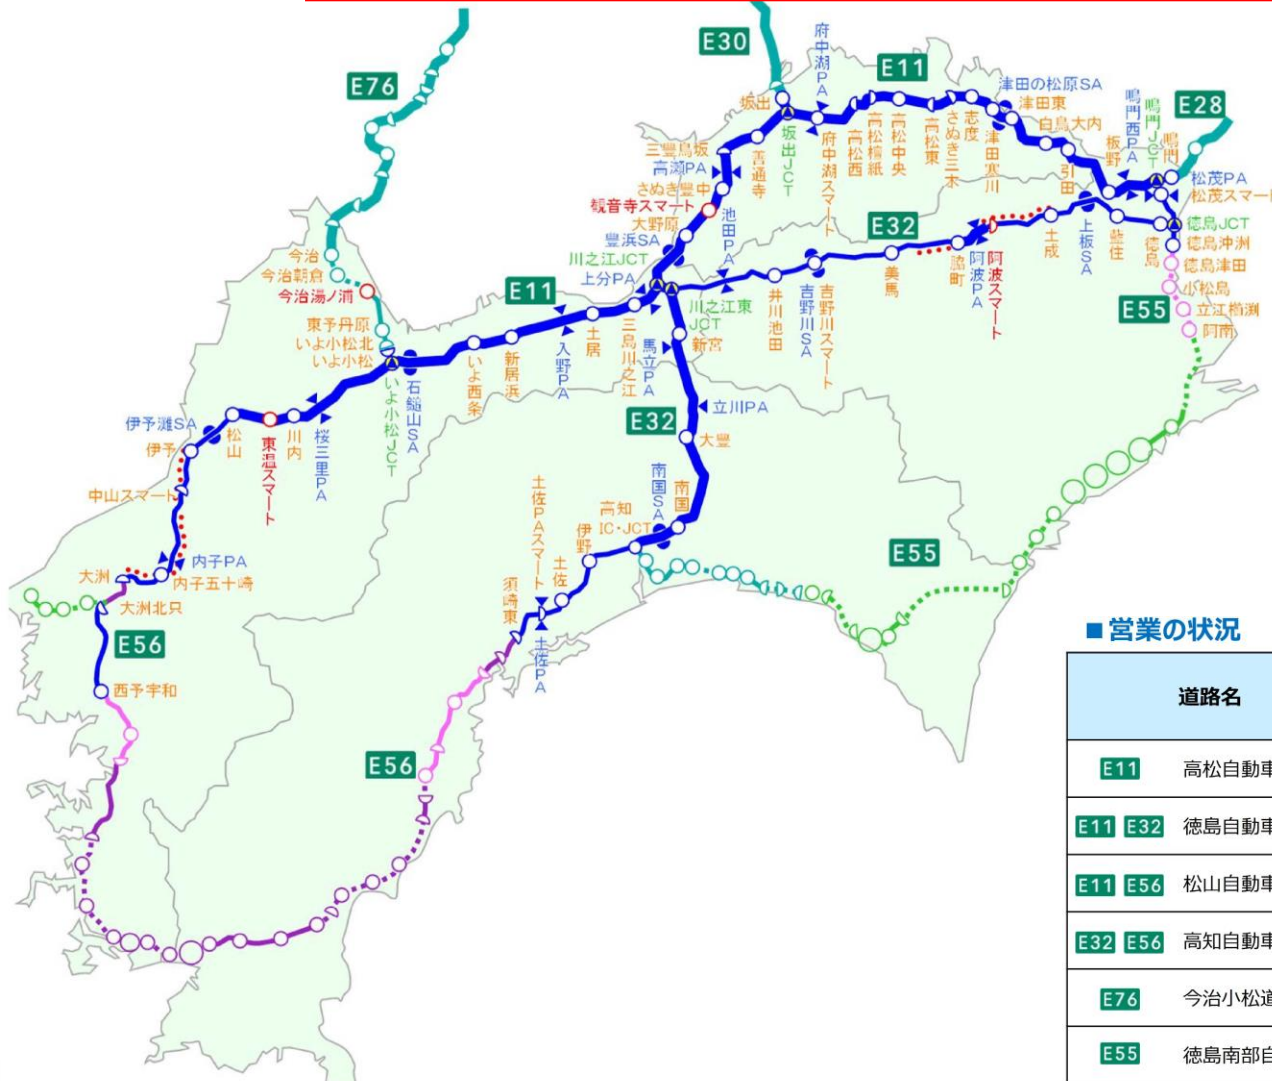 E30
E76
E11
E28
府中湖PA
坂出
坂出JCT
府中湖スマート
高松西
高松檀紙
高松中央
高松東
さぬき三木
志度
津田寒川
津田の松原SA
津田東
白鳥大内
引田
板野
鳴門西PA
鳴門JCT
鳴門
松茂PA
松茂スマート
徳島JCT
徳島沖洲
徳島津田
小松島
立江櫛渕
阿南
E55
徳島
藍住
上板SA
土成
阿波スマート
阿波PA
脇町
美馬
E32
吉野川スマート
吉野川SA
井川池田
池田PA
三豊鳥坂
善通寺
高瀬PA
さぬき豊中
観音寺スマート
大野原
豊浜SA
川之江JCT
上分PA
川之江東
JCT
新宮
馬立PA
三島川之江
土居
入野PA
新居浜
いよ西条
E11
石鎚山SA
いよ小松JCT
今治
今治朝倉
今治湯ノ浦
東予丹原
いよ小松北
いよ小松
桜三里PA
川内
東温スマート
松山
伊予灘SA
伊予
中山スマート
内子PA
内子五十崎
大洲
大洲北只
E56
西予宇和
E32
立川PA
大豊
南国
南国SA
高知
IC・JCT
伊野
土佐
土佐PAスマート
土佐PA
須崎東
E56
E55
■営業の状況
道路名
E11 高松自動車
E11 E32 徳島自動車
E11 E56 松山自動車
E32 E56 高知自動車
E76 今治小松道
E55 徳島南部自